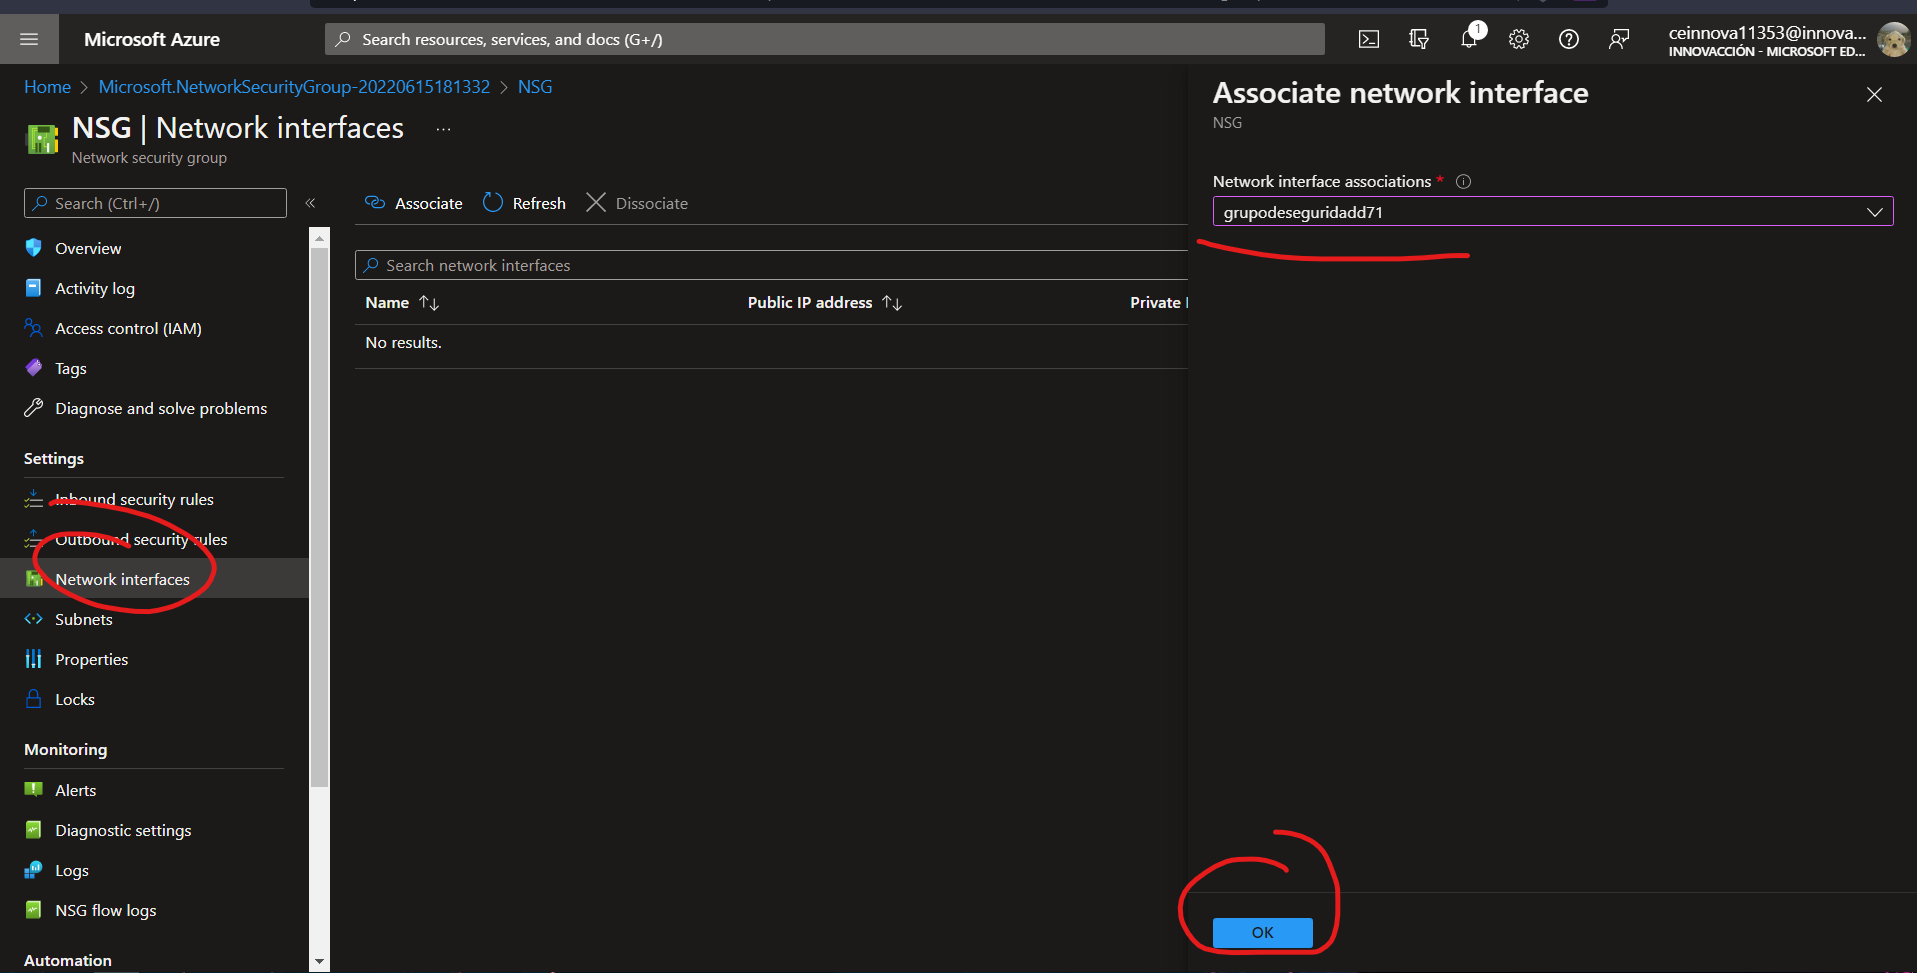 Microsoft Azure
Search resources, services, and docs (G+/)
1
ceinnova11353@innova...
INNOVACCIÓN - MICROSOFT ED...
Home > Microsoft.NetworkSecurityGroup-20220615181332 > NSG
NSG | Network interfaces ...
Network security group
Search (Ctrl+/)
«
Overview
Activity log
Access control (IAM)
Tags
Diagnose and solve problems
Settings
Inbound security rules
Outbound security rules
Network interfaces
Subnets
Properties
Locks
Monitoring
Alerts
Diagnostic settings
Logs
NSG flow logs
Automation
Associate Refresh Dissociate
Search network interfaces
Name Public IP address Private
No results.
Associate network interface
NSG
Network interface associations *
grupodeseguridadd71
OK